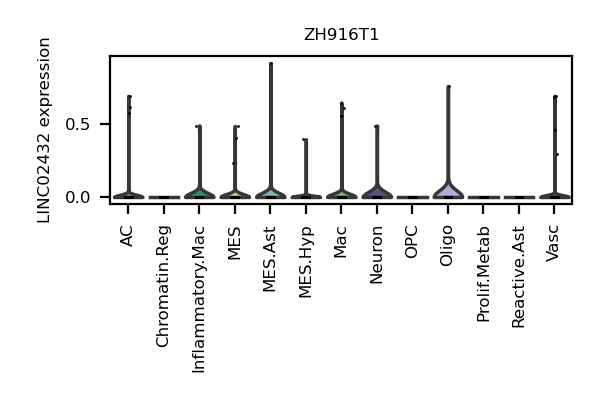 ZH916T1
LINC02432 expression
0.5
0.0
AC
Chromatin.Reg
Inflammatory.Mac
MES
MES.Ast
MES.Hyp
Mac
Neuron
OPC
Oligo
Prolif.Metab
Reactive.Ast
Vasc